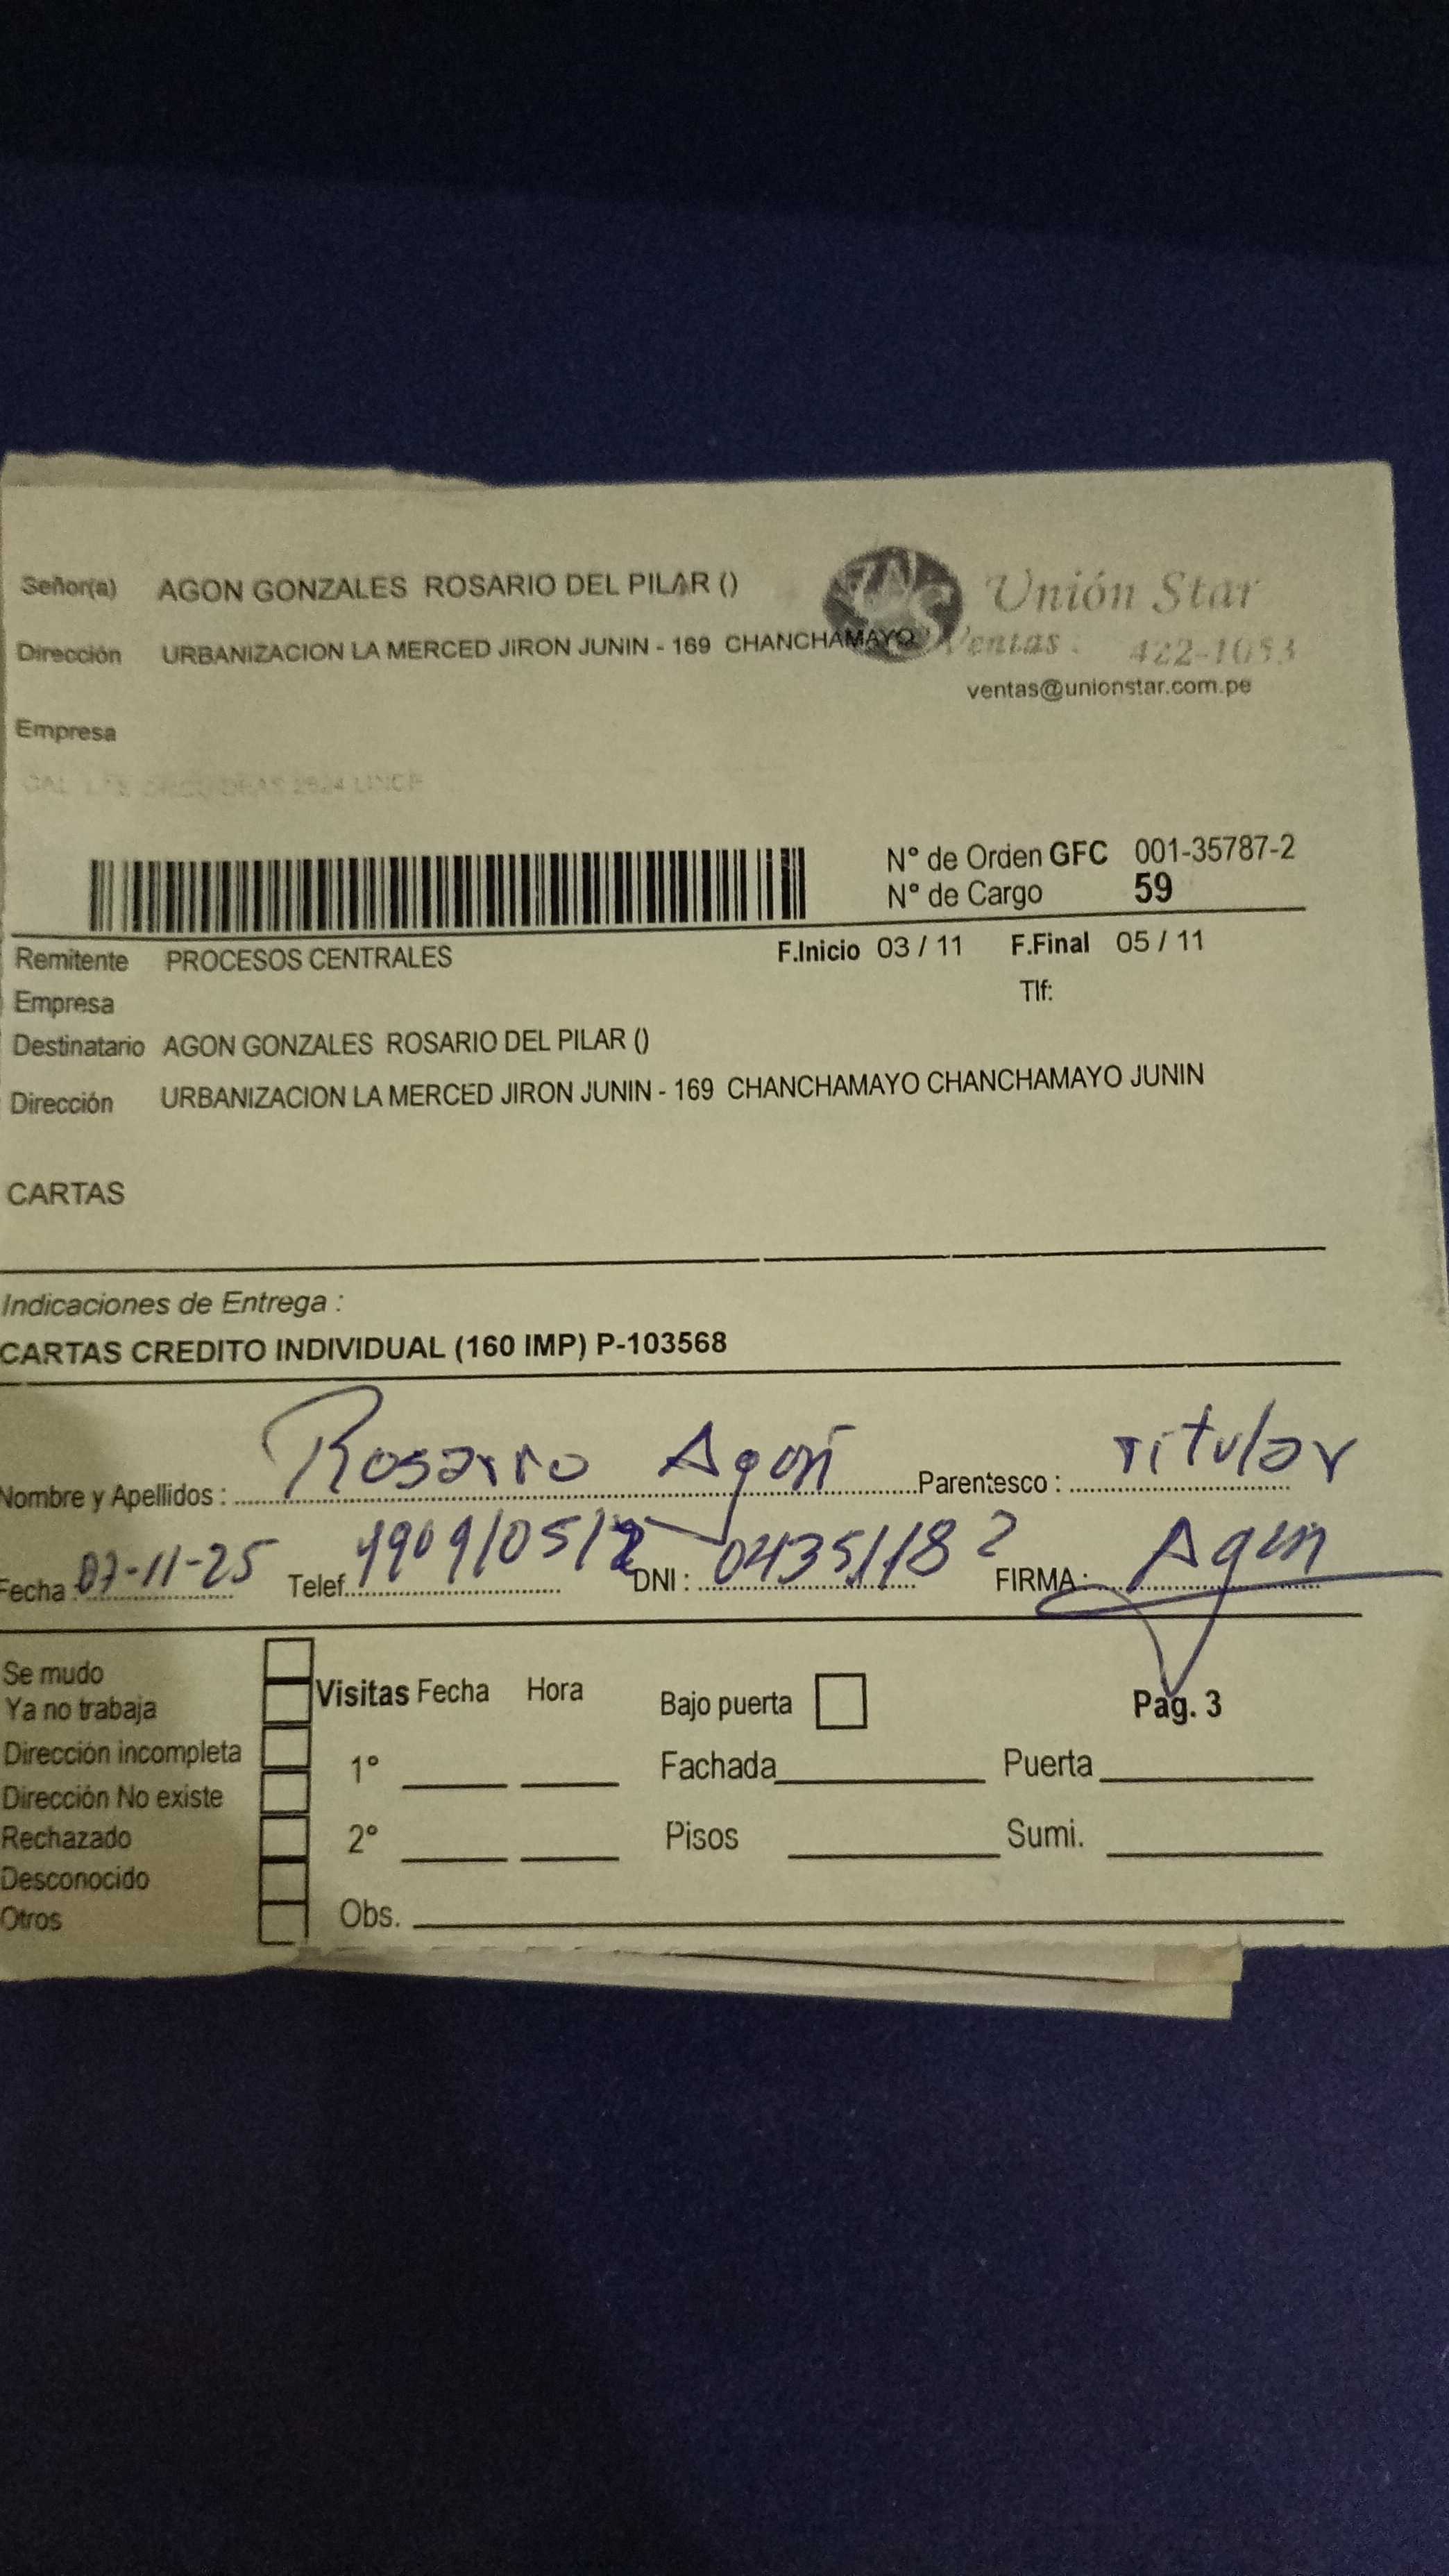 Señor(a) AGON GONZALES ROSARIO DEL PILAR ()
Unión Star
Dirección URBANIZACION LA MERCED JIRON JUNIN - 169 CHANCHAMAYO
Ventas : 422-1053
ventas@unionstar.com.pe
Empresa
N° de Orden GFC 001-35787-2
N° de Cargo 59
Remitente PROCESOS CENTRALES F.Inicio 03 / 11 F.Final 05 / 11
Empresa Tlf:
Destinatario AGON GONZALES ROSARIO DEL PILAR ()
Dirección URBANIZACION LA MERCED JIRON JUNIN - 169 CHANCHAMAYO CHANCHAMAYO JUNIN
CARTAS
Indicaciones de Entrega :
CARTAS CREDITO INDIVIDUAL (160 IMP) P-103568
Nombre y Apellidos : Rosario Agon Parentesco : Titular
Fecha : 07-11-25 Telef. DNI : 04351182 FIRMA : Agon
Se mudo
Ya no trabaja
Visitas Fecha Hora Bajo puerta Pag. 3
Dirección incompleta 1° Fachada Puerta
Dirección No existe
Rechazado 2° Pisos Sumi.
Desconocido
Otros Obs.